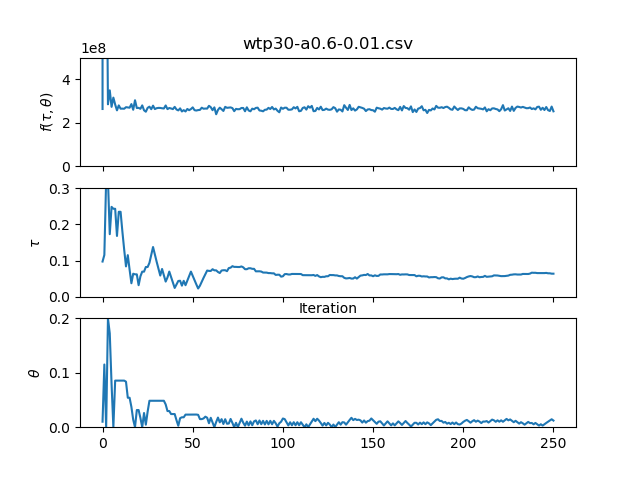 wtp30-a0.6-0.01.csv
1e8
4
2
0
f(τ, θ)
0.3
0.2
0.1
0.0
τ
Iteration
0.2
0.1
0.0
θ
0 50 100 150 200 250